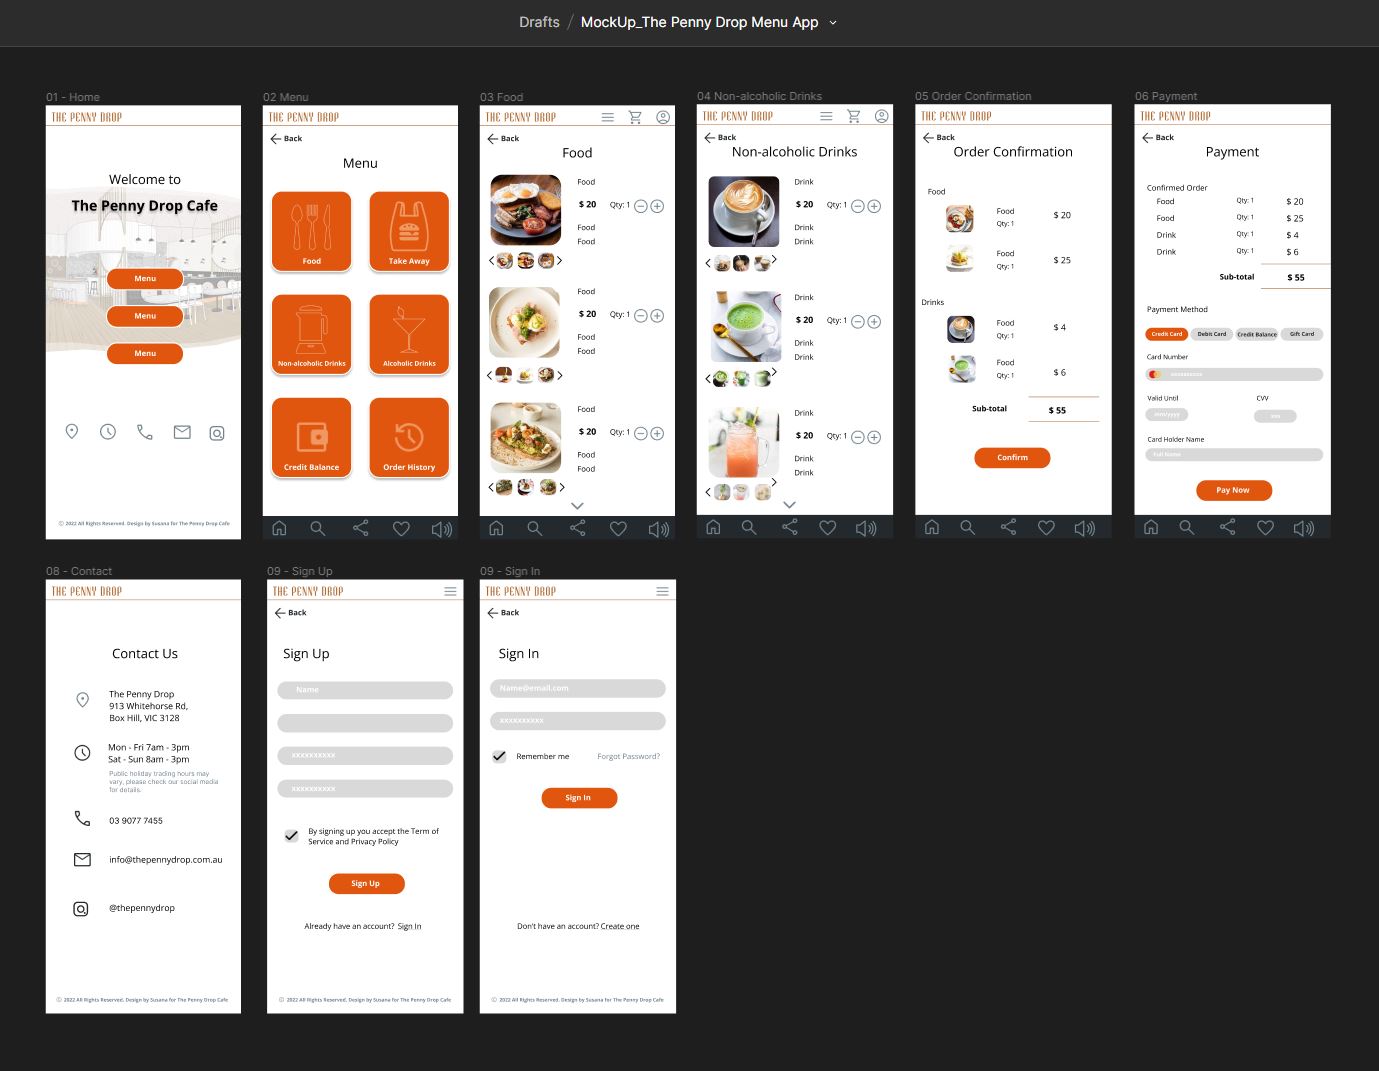 Drafts / MockUp_The Penny Drop Menu App
01 - Home
THE PENNY DROP
Welcome to
The Penny Drop Cafe
Menu
Menu
Menu
© 2022 All Rights Reserved. Design by Susana for The Penny Drop Cafe
02 Menu
THE PENNY DROP
Back
Menu
Food
Take Away
Non-alcoholic Drinks
Alcoholic Drinks
Credit Balance
Order History
03 Food
THE PENNY DROP
Back
Food
Food
$ 20 Qty: 1
Food
Food
Food
$ 20 Qty: 1
Food
Food
Food
$ 20 Qty: 1
Food
Food
04 Non-alcoholic Drinks
THE PENNY DROP
Back
Non-alcoholic Drinks
Drink
$ 20 Qty: 1
Drink
Drink
Drink
$ 20 Qty: 1
Drink
Drink
Drink
$ 20 Qty: 1
Drink
Drink
05 Order Confirmation
THE PENNY DROP
Back
Order Confirmation
Food
Food
Qty: 1
$ 20
Food
Qty: 1
$ 25
Drinks
Food
Qty: 1
$ 4
Food
Qty: 1
$ 6
Sub-total $ 55
Confirm
06 Payment
THE PENNY DROP
Back
Payment
Confirmed Order
Food Qty: 1 $ 20
Food Qty: 1 $ 25
Drink Qty: 1 $ 4
Drink Qty: 1 $ 6
Sub-total $ 55
Payment Method
Credit Card Debit Card Credit Balance Gift Card
Card Number
xxxxxxxxxx
Valid Until CVV
mm/yyyy xxx
Card Holder Name
Full Name
Pay Now
08 - Contact
THE PENNY DROP
Contact Us
The Penny Drop
913 Whitehorse Rd,
Box Hill, VIC 3128
Mon - Fri 7am - 3pm
Sat - Sun 8am - 3pm
Public holiday trading hours may
vary, please check our social media
for details.
03 9077 7455
info@thepennydrop.com.au
@thepennydrop
© 2022 All Rights Reserved. Design by Susana for The Penny Drop Cafe
09 - Sign Up
THE PENNY DROP
Back
Sign Up
Name
xxxxxxxxxx
xxxxxxxxxx
By signing up you accept the Term of
Service and Privacy Policy
Sign Up
Already have an account? Sign In
© 2022 All Rights Reserved. Design by Susana for The Penny Drop Cafe
09 - Sign In
THE PENNY DROP
Back
Sign In
Name@email.com
xxxxxxxxxx
Remember me Forgot Password?
Sign In
Don't have an account? Create one
© 2022 All Rights Reserved. Design by Susana for The Penny Drop Cafe